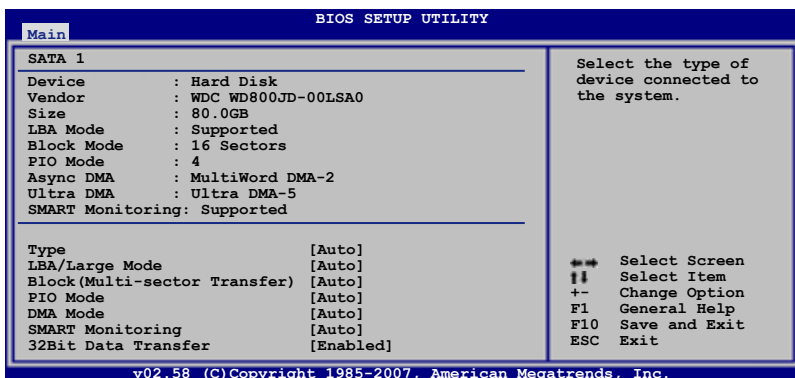 BIOS SETUP UTILITY
Main
SATA 1
Device : Hard Disk
Vendor : WDC WD800JD-00LSA0
Size : 80.0GB
LBA Mode : Supported
Block Mode : 16 Sectors
PIO Mode : 4
Async DMA : MultiWord DMA-2
Ultra DMA : Ultra DMA-5
SMART Monitoring: Supported
Type [Auto]
LBA/Large Mode [Auto]
Block(Multi-sector Transfer) [Auto]
PIO Mode [Auto]
DMA Mode [Auto]
SMART Monitoring [Auto]
32Bit Data Transfer [Enabled]
Select the type of
device connected to
the system.
←→ Select Screen
↑↓ Select Item
+- Change Option
F1 General Help
F10 Save and Exit
ESC Exit
v02.58 (C)Copyright 1985-2007, American Megatrends, Inc.